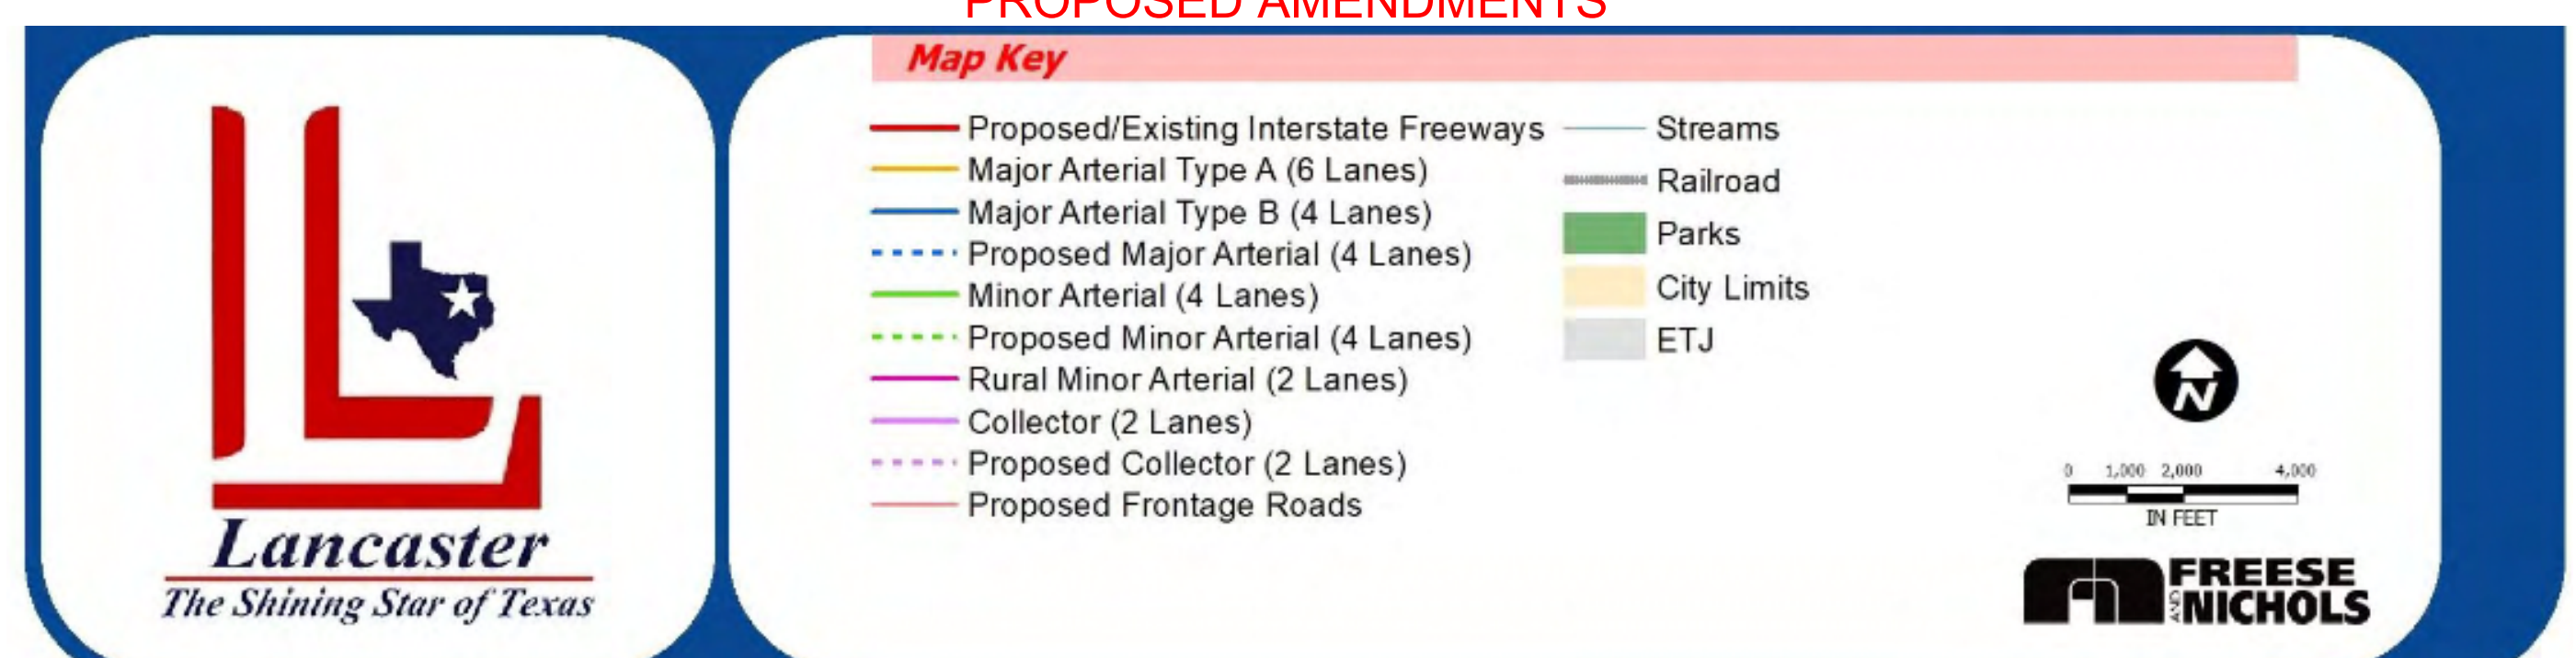 PROPOSED AMENDMENTS
Map Key
Proposed/Existing Interstate Freeways
Major Arterial Type A (6 Lanes)
Major Arterial Type B (4 Lanes)
Proposed Major Arterial (4 Lanes)
Minor Arterial (4 Lanes)
Proposed Minor Arterial (4 Lanes)
Rural Minor Arterial (2 Lanes)
Collector (2 Lanes)
Proposed Collector (2 Lanes)
Proposed Frontage Roads
Streams
Railroad
Parks
City Limits
ETJ
N
0 1,000 2,000 4,000
IN FEET
Lancaster
The Shining Star of Texas
FREESE
AND NICHOLS